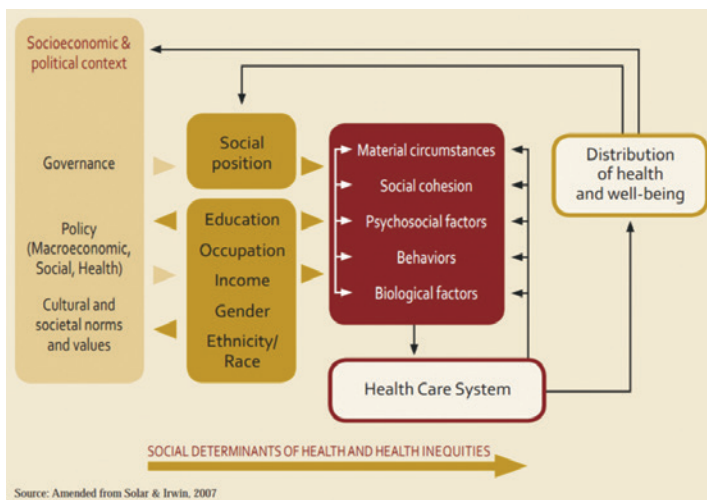 Socioeconomic &
political context
Governance
Policy
(Macroeconomic,
Social, Health)
Cultural and
societal norms
and values
Social
position
Education
Occupation
Income
Gender
Ethnicity/
Race
Material circumstances
Social cohesion
Psychosocial factors
Behaviors
Biological factors
Distribution
of health
and well-being
Health Care System
SOCIAL DETERMINANTS OF HEALTH AND HEALTH INEQUITIES
Source: Amended from Solar & Irwin, 2007